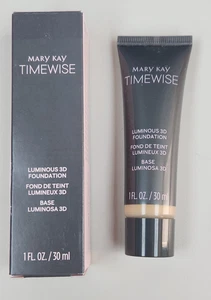 MARY KAY
TIMEWISE
LUMINOUS 3D
FOUNDATION
FOND DE TEINT
LUMINEUX 3D
BASE
LUMINOSA 3D
1 FL. OZ. / 30 ml
MARY KAY
TIMEWISE
LUMINOUS 3D
FOUNDATION
FOND DE TEINT
LUMINEUX 3D
BASE
LUMINOSA 3D
1 FL. OZ. / 30 ml